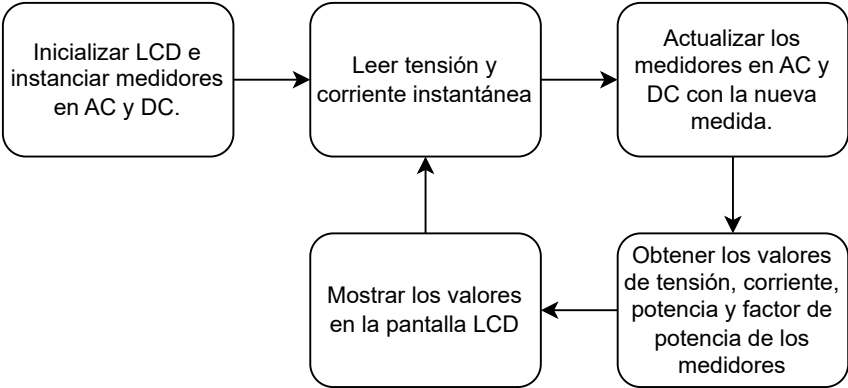 Inicializar LCD e
instanciar medidores
en AC y DC.
Leer tensión y
corriente instantánea
Actualizar los
medidores en AC y
DC con la nueva
medida.
Obtener los valores
de tensión, corriente,
potencia y factor de
potencia de los
medidores
Mostrar los valores
en la pantalla LCD